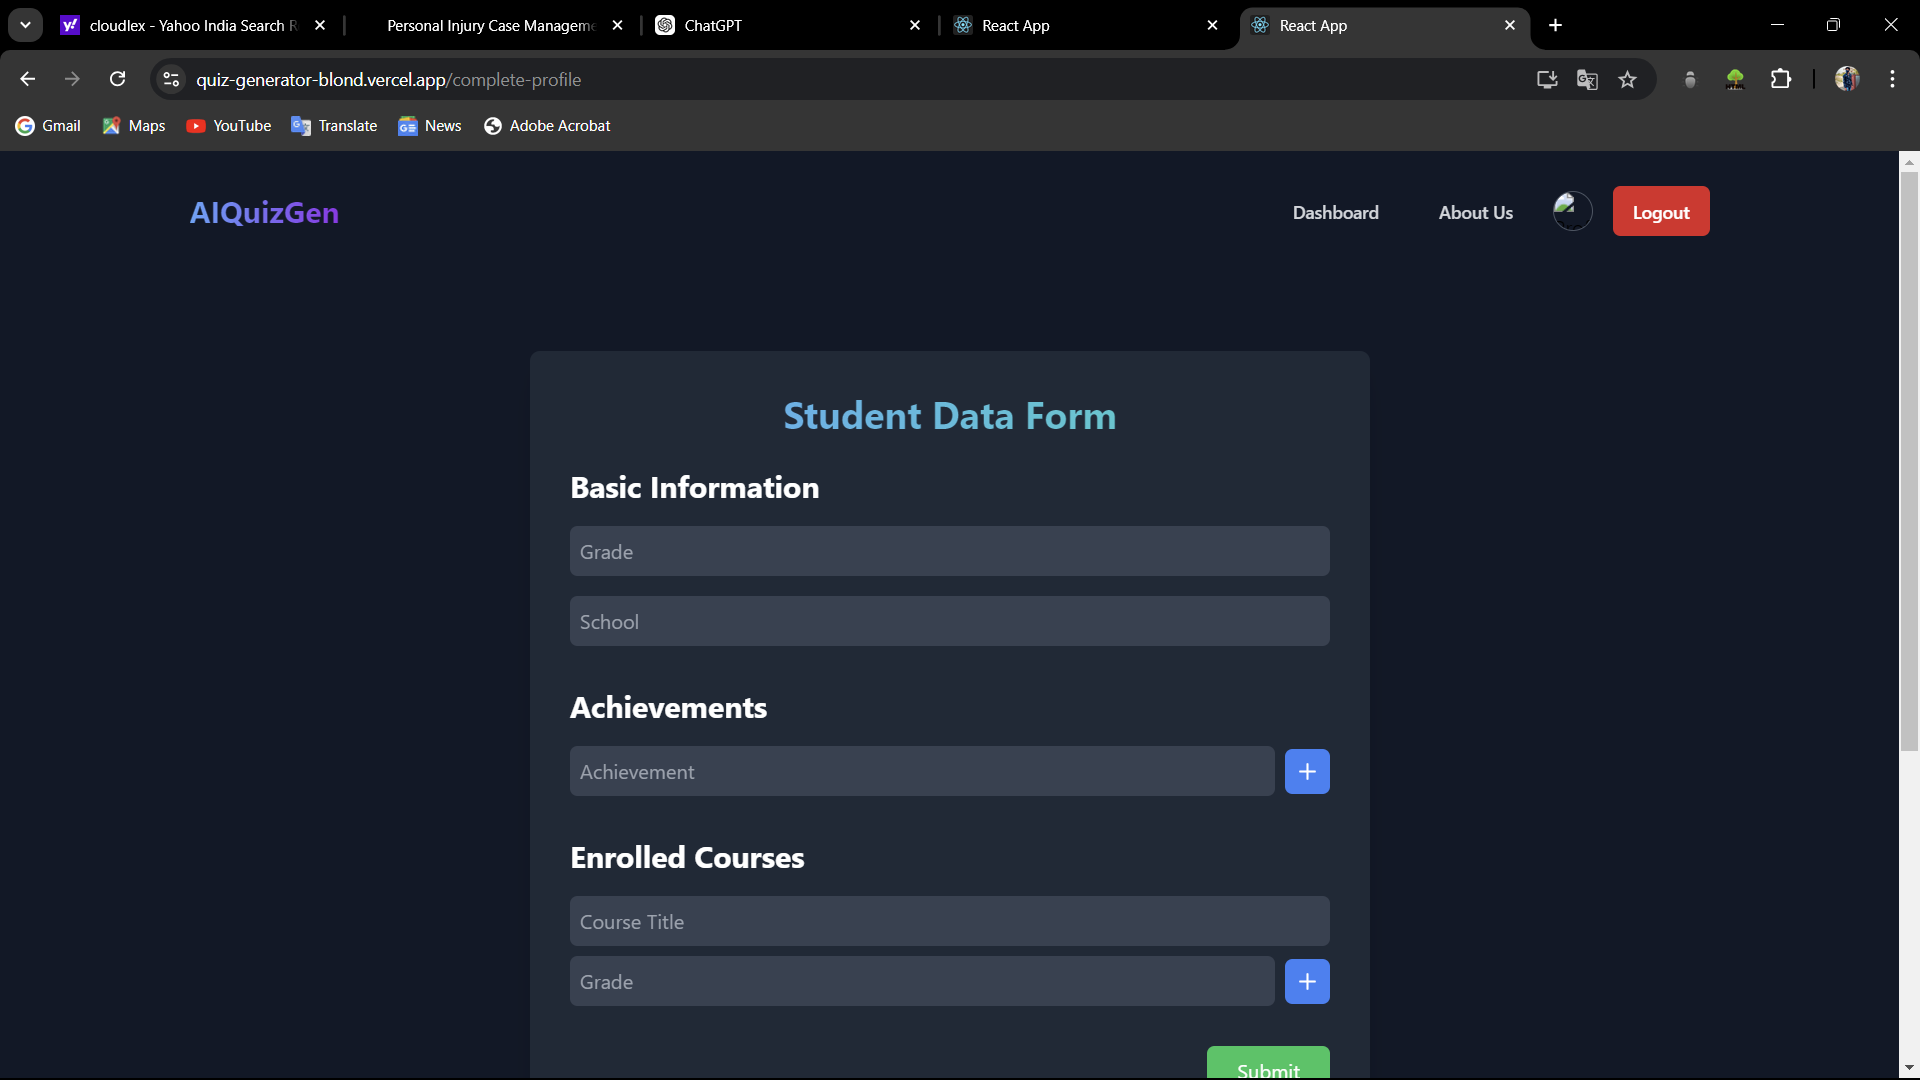 cloudlex - Yahoo India Search R
Personal Injury Case Manageme
ChatGPT
React App
React App
quiz-generator-blond.vercel.app/complete-profile
Gmail
Maps
YouTube
Translate
News
Adobe Acrobat
AIQuizGen
Dashboard
About Us
Logout
Student Data Form
Basic Information
Grade
School
Achievements
Achievement
+
Enrolled Courses
Course Title
Grade
+
Submit